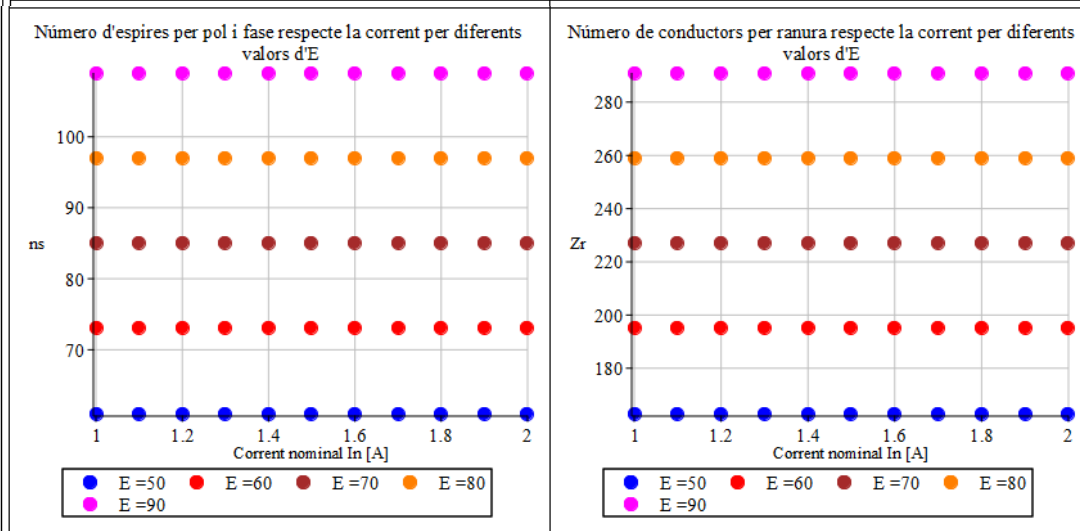 Número d'espires per pol i fase respecte la corrent per diferents
valors d'E
100
90
ns
80
70
1 1.2 1.4 1.6 1.8 2
Corrent nominal In [A]
E =50 E =60 E =70 E =80
E =90
Número de conductors per ranura respecte la corrent per diferents
valors d'E
280
260
240
Zr
220
200
180
1 1.2 1.4 1.6 1.8 2
Corrent nominal In [A]
E =50 E =60 E =70 E =80
E =90